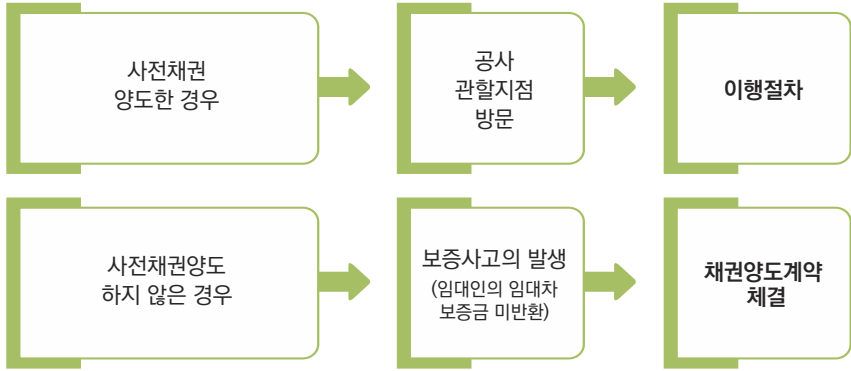 사전채권
양도한 경우
공사
관할지점
방문
이행절차
사전채권양도
하지 않은 경우
보증사고의 발생
(임대인의 임대차
보증금 미반환)
채권양도계약
체결